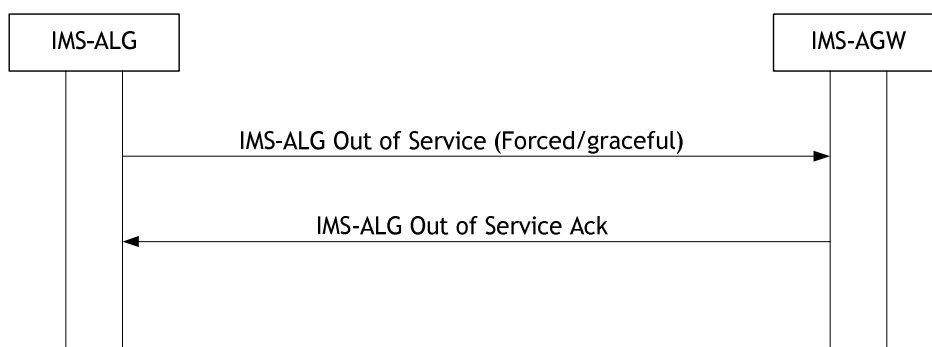 IMS-ALG
IMS-AGW
IMS-ALG Out of Service (Forced/graceful)
IMS-ALG Out of Service Ack